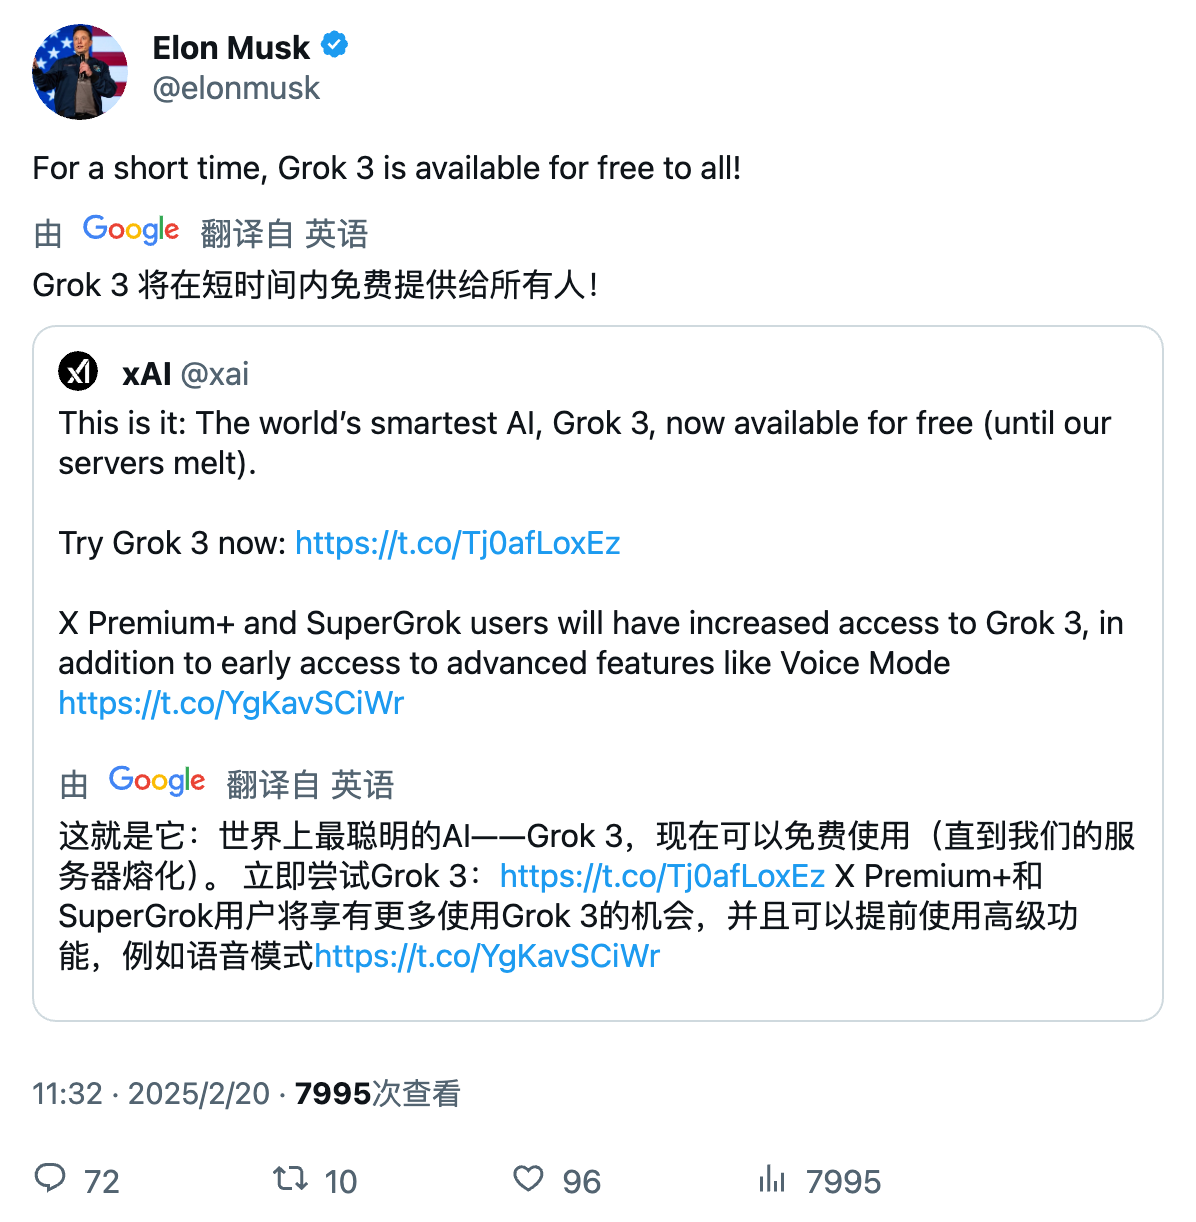 Elon Musk
@elonmusk
For a short time, Grok 3 is available for free to all!
由 Google 翻译自 英语
Grok 3 将在短时间内免费提供给所有人！
xAI @xai
This is it: The world’s smartest AI, Grok 3, now available for free (until our
servers melt).
Try Grok 3 now: https://t.co/Tj0afLoxEz
X Premium+ and SuperGrok users will have increased access to Grok 3, in
addition to early access to advanced features like Voice Mode
https://t.co/YgKavSCiWr
由 Google 翻译自 英语
这就是它：世界上最聪明的AI——Grok 3，现在可以免费使用（直到我们的服
务器熔化）。 立即尝试Grok 3：https://t.co/Tj0afLoxEz X Premium+和
SuperGrok用户将享有更多使用Grok 3的机会，并且可以提前使用高级功
能，例如语音模式https://t.co/YgKavSCiWr
11:32 · 2025/2/20 · 7995次查看
72 10 96 7995